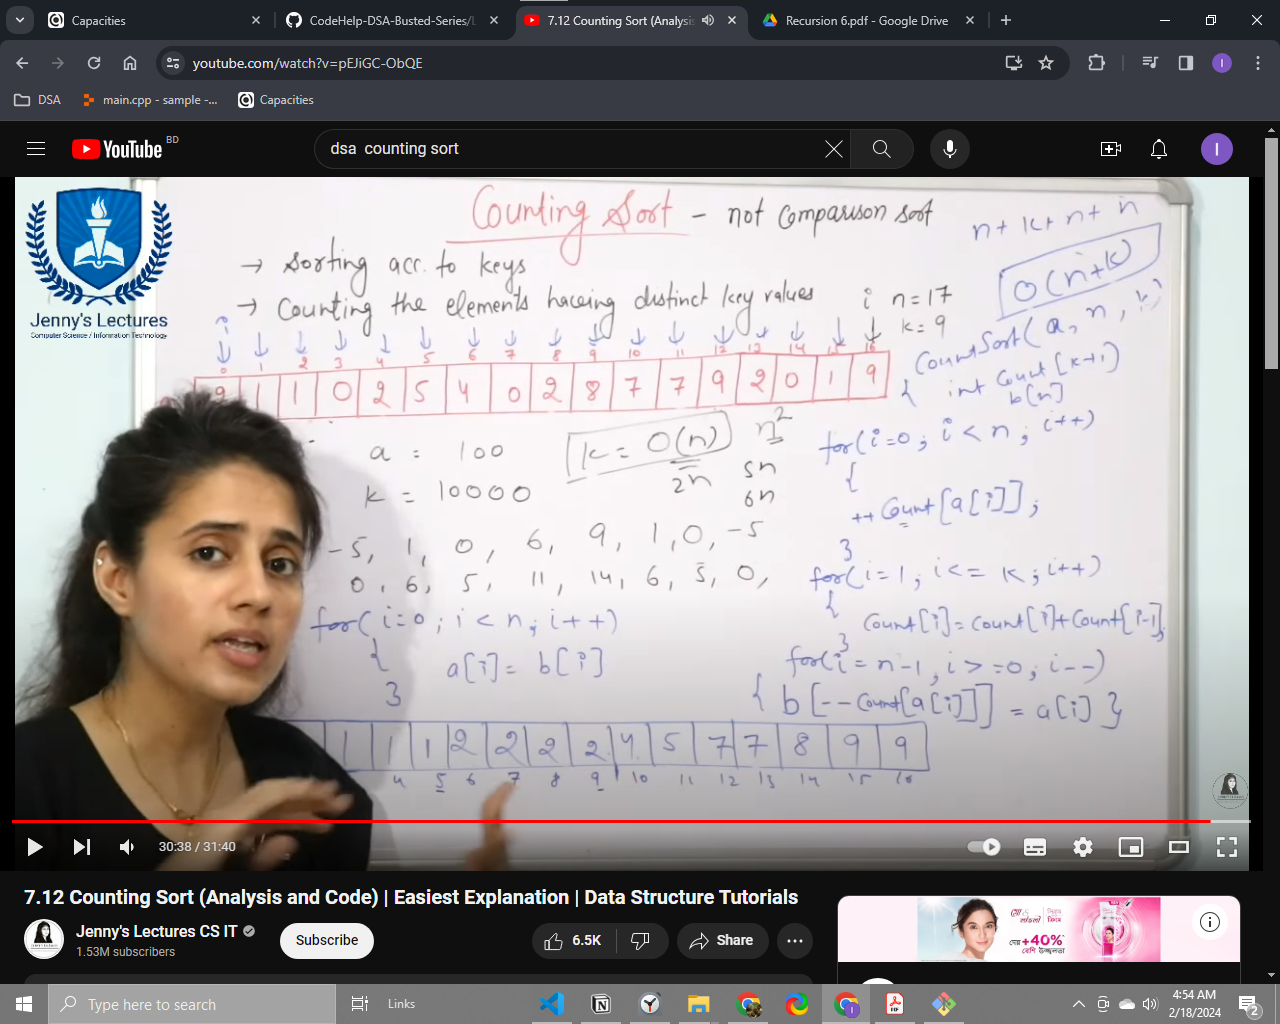 Capacities
CodeHelp-DSA-Busted-Series/L
7.12 Counting Sort (Analysis
Recursion 6.pdf - Google Drive
youtube.com/watch?v=pEJiGC-ObQE
DSA
main.cpp - sample -...
Capacities
YouTube BD
dsa counting sort
I
Jenny's Lectures
Computer Science / Information Technology
Counting Sort - not comparison sort
n + k + n + n
→ Sorting acc. to keys
O(n+k)
→ Counting the elements having distinct key values
i n = 17
k = 9
0 1 2 3 4 5 6 7 8 9 10 11 12 13 14 15 16
1 1 0 2 5 4 0 2 8 7 7 9 2 0 1 9
CountSort(a, n, k)
{ int Count[k+1]
b[n]
a = 100
k = O(n) n²
2n 5n
6n
k = 10000
for(i=0; i<n; i++)
{
++Count[a[i]];
}
-5, 1, 0, 6, 9, 1, 0, -5
0, 6, 5, 11, 14, 6, 5, 0,
for(i=1; i<=k; i++)
{
Count[i]=Count[i]+Count[i-1];
}
for(i=0; i<n; i++)
{
a[i] = b[i]
}
for(i=n-1, i>=0; i--)
{ b[--Count[a[i]]] = a[i] }
1 1 1 2 2 2 2 4 5 7 7 8 9 9
4 5 6 7 8 9 10 11 12 13 14 15 16
30:38 / 31:40
7.12 Counting Sort (Analysis and Code) | Easiest Explanation | Data Structure Tutorials
Jenny's Lectures CS IT
1.53M subscribers
Subscribe
6.5K
Share
+40%
Type here to search
Links
4:54 AM
2/18/2024
2